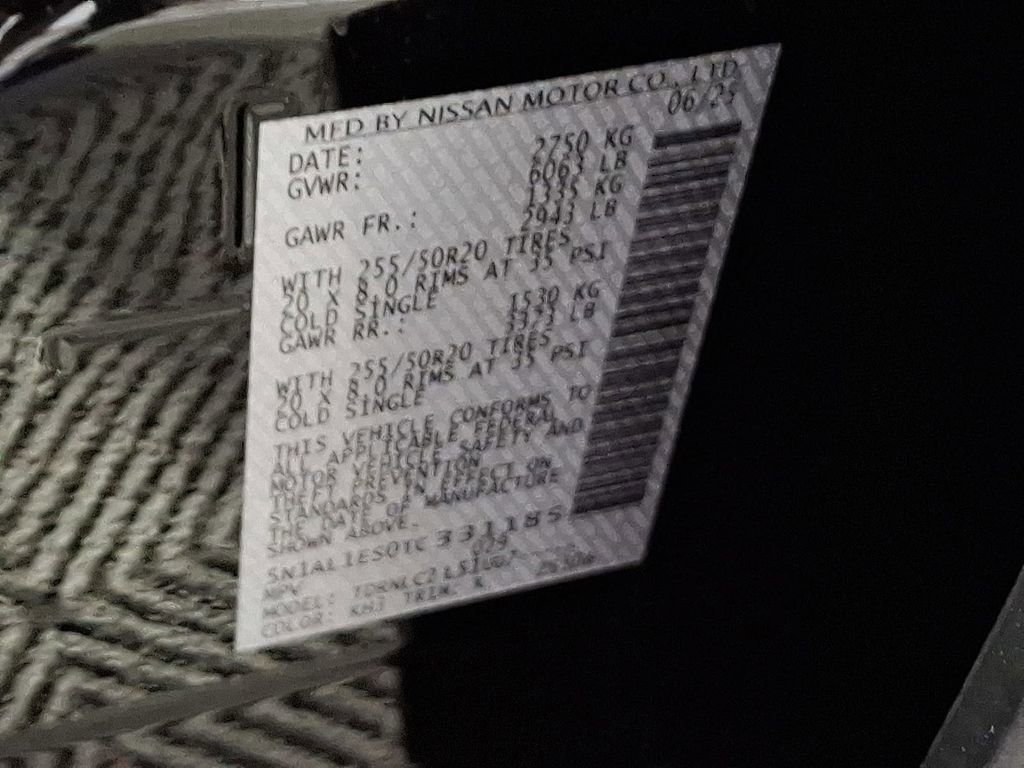 MFD BY NISSAN MOTOR CO., LTD
DATE: 06/25
GVWR: 2750 KG
6063 LB
GAWR FR.: 1335 KG
2943 LB
WITH 255/50R20 TIRES
20 X 8.0 RIMS AT 35 PSI
COLD SINGLE
GAWR RR.: 1530 KG
3373 LB
WITH 255/50R20 TIRES
20 X 8.0 RIMS AT 35 PSI
COLD SINGLE
THIS VEHICLE CONFORMS TO
ALL APPLICABLE FEDERAL
MOTOR VEHICLE SAFETY AND
THEFT PREVENTION
STANDARDS IN EFFECT ON
THE DATE OF MANUFACTURE
SHOWN ABOVE.
5N1AL1ES0TC331185
MPV
MODEL:
COLOR: KH3 TRIM: K